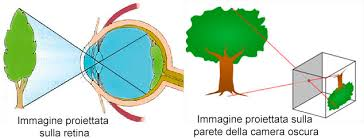 Immagine proiettata
sulla retina
Immagine proiettata sulla
parete della camera oscura